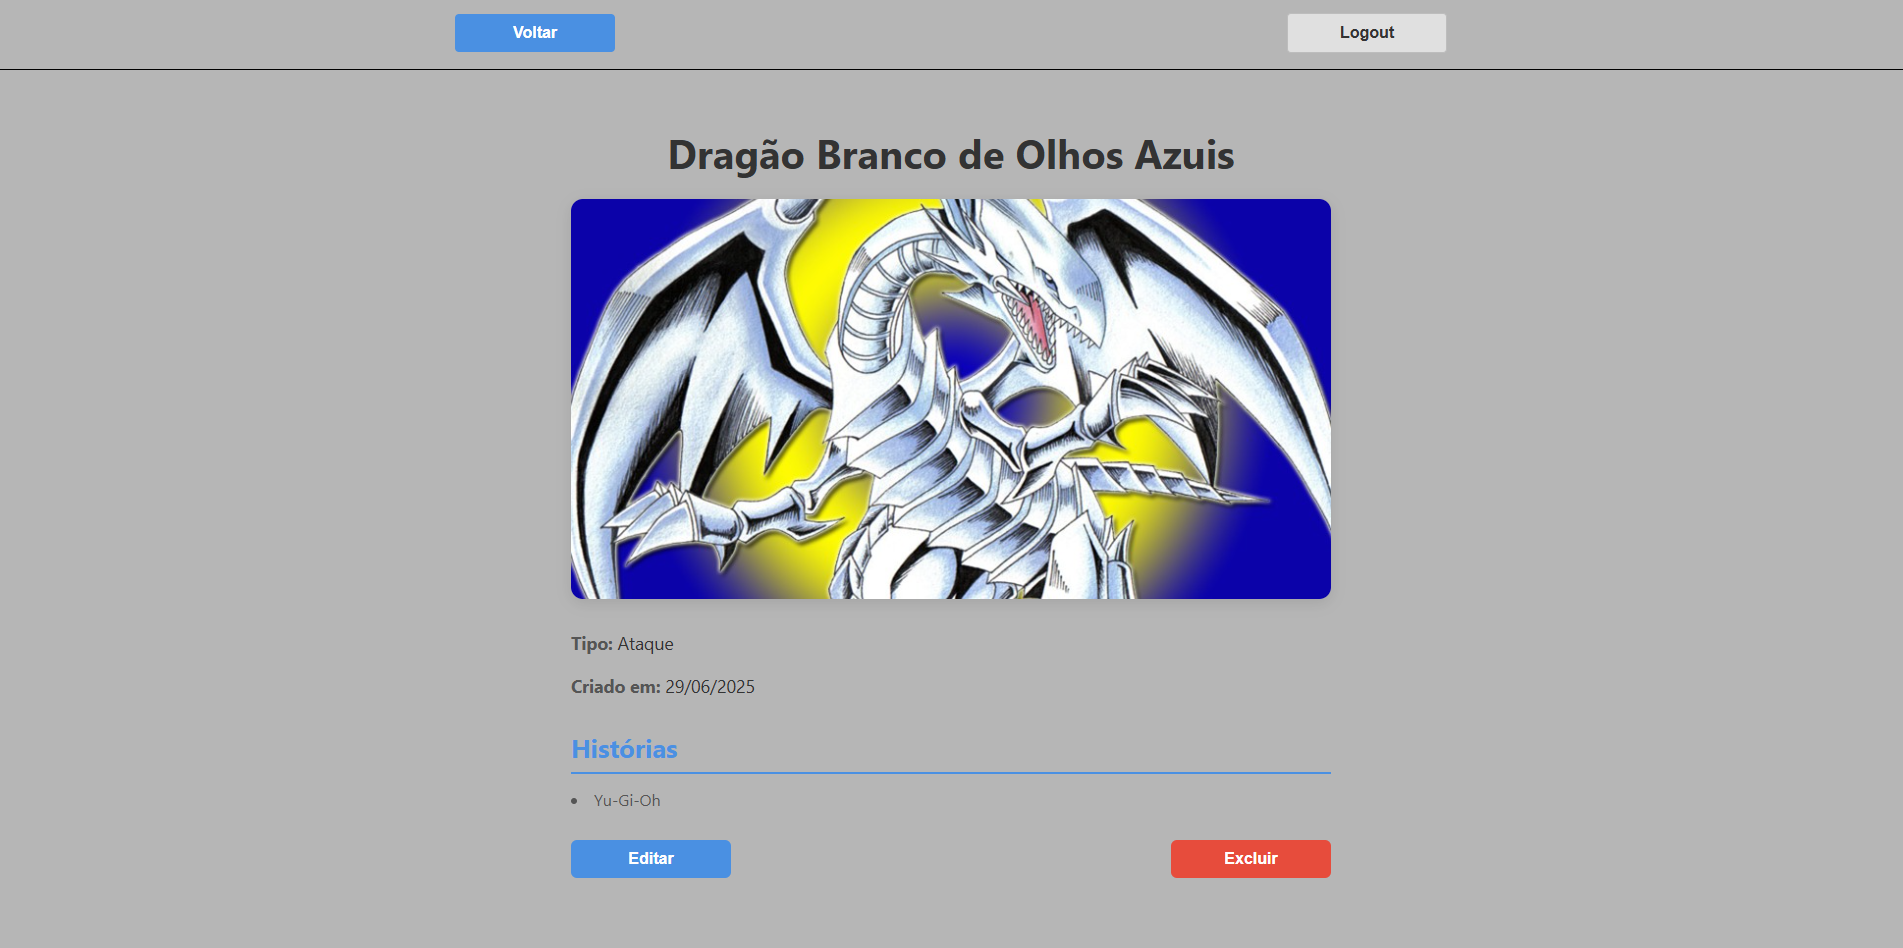 Voltar
Logout
Dragão Branco de Olhos Azuis
Tipo: Ataque
Criado em: 29/06/2025
Histórias
Yu-Gi-Oh
Editar
Excluir